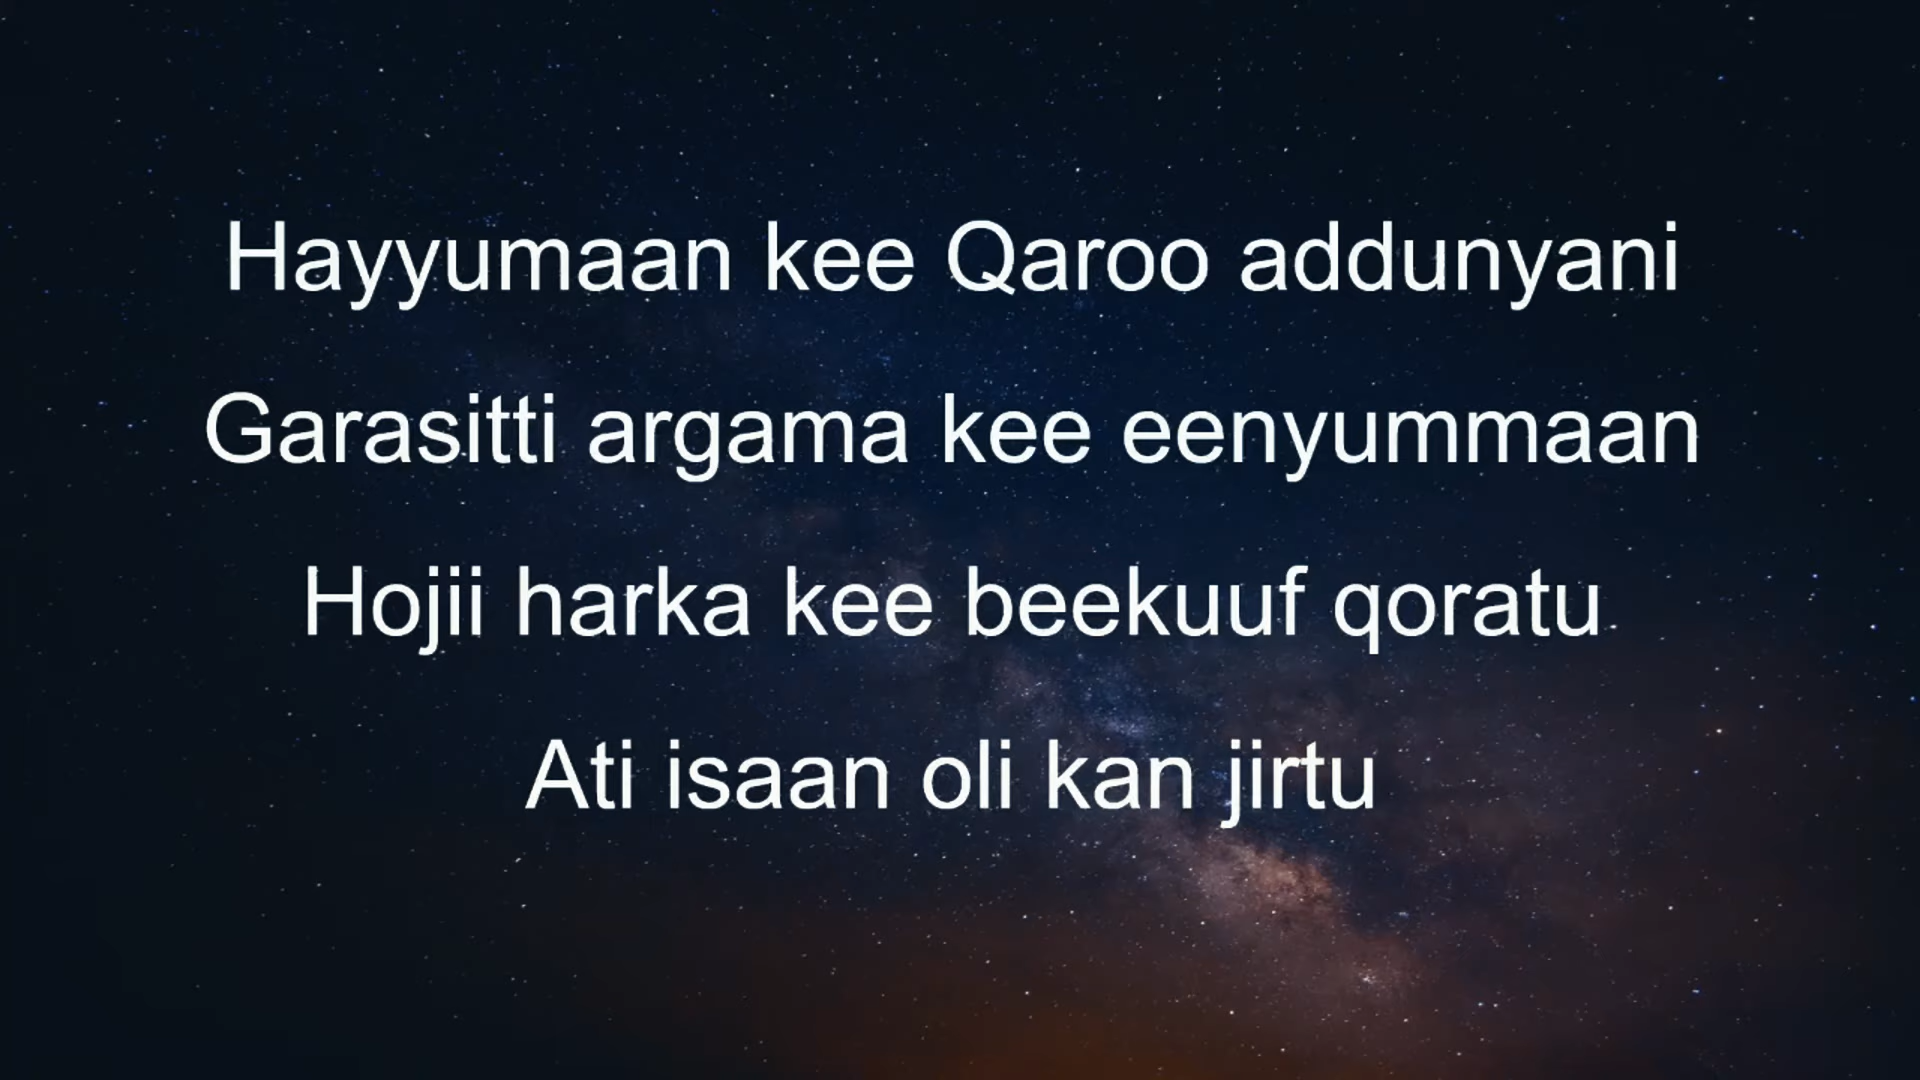 Hayyumaan kee Qaroo addunyani
Garasitti argama kee eenyummaan
Hojii harka kee beekuuf qoratu
Ati isaan oli kan jirtu